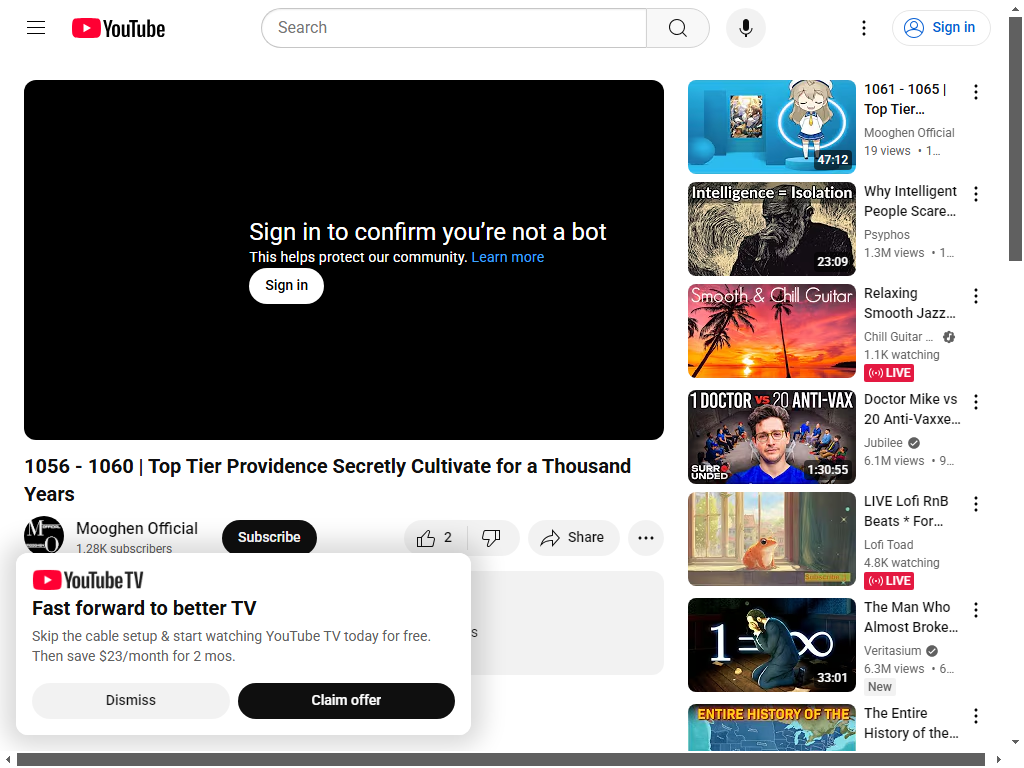 YouTube
Search
Sign in
Sign in to confirm you're not a bot
This helps protect our community. Learn more
Sign in
1056 - 1060 | Top Tier Providence Secretly Cultivate for a Thousand
Years
Mooghen Official
1.28K subscribers
Subscribe
2
Share
s
YouTube TV
Fast forward to better TV
Skip the cable setup & start watching YouTube TV today for free.
Then save $23/month for 2 mos.
Dismiss
Claim offer
47:12
1061 - 1065 |
Top Tier…
Mooghen Official
19 views • 1…
Intelligence = Isolation
23:09
Why Intelligent
People Scare…
Psyphos
1.3M views • 1…
Smooth & Chill Guitar
Relaxing
Smooth Jazz…
Chill Guitar …
1.1K watching
LIVE
1 DOCTOR VS 20 ANTI-VAX
SURROUNDED
1:30:55
Doctor Mike vs
20 Anti-Vaxxe…
Jubilee
6.1M views • 9…
LIVE Lofi RnB
Beats * For…
Lofi Toad
4.8K watching
LIVE
1 = ∞
33:01
The Man Who
Almost Broke…
Veritasium
6.3M views • 6…
New
ENTIRE HISTORY OF THE
The Entire
History of the…